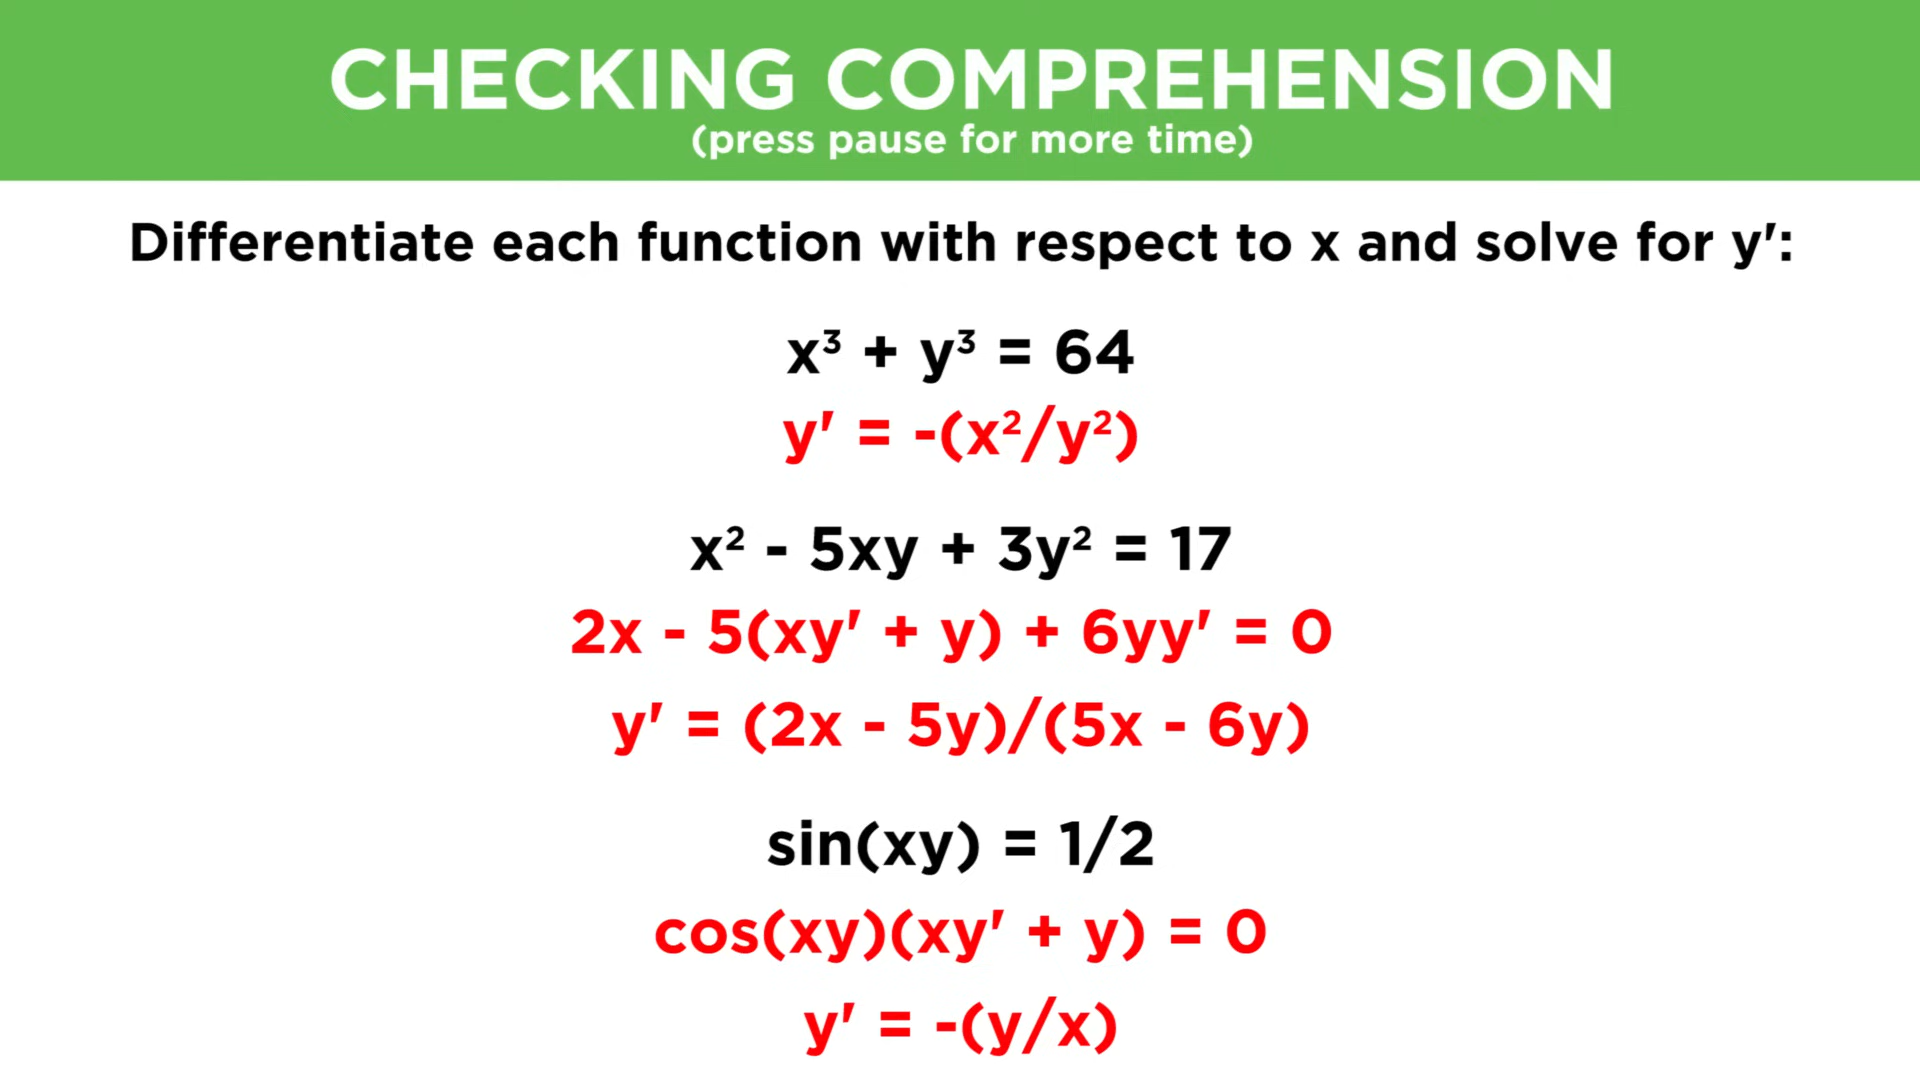 CHECKING COMPREHENSION
(press pause for more time)
Differentiate each function with respect to x and solve for y':
x³ + y³ = 64
y' = -(x²/y²)
x² - 5xy + 3y² = 17
2x - 5(xy' + y) + 6yy' = 0
y' = (2x - 5y)/(5x - 6y)
sin(xy) = 1/2
cos(xy)(xy' + y) = 0
y' = -(y/x)